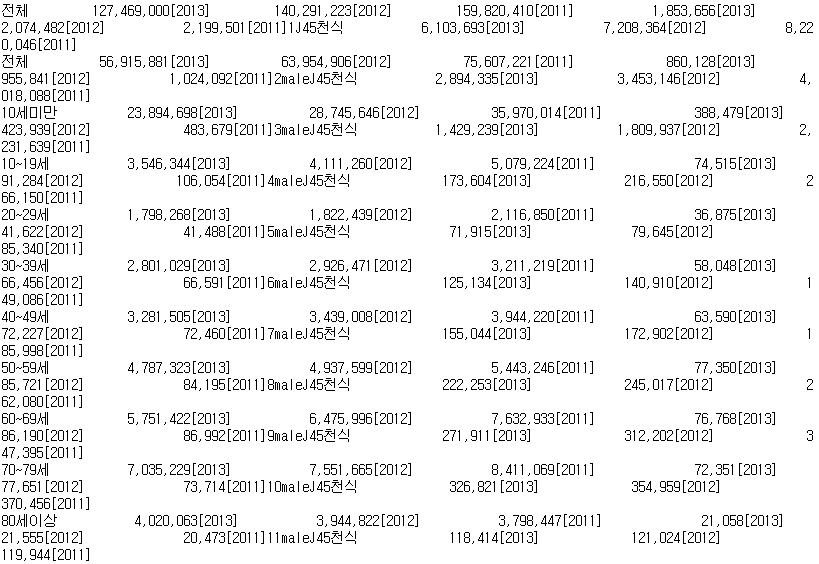 전체 127,469,000[2013] 140,291,223[2012] 159,820,410[2011] 1,853,656[2013]
2,074,482[2012] 2,199,501[2011]1J45천식 6,103,693[2013] 7,208,364[2012] 8,22
0,046[2011]
전체 56,915,881[2013] 63,954,906[2012] 75,607,221[2011] 860,128[2013]
955,841[2012] 1,024,092[2011]2maleJ45천식 2,894,335[2013] 3,453,146[2012] 4,
018,088[2011]
10세미만 23,894,698[2013] 28,745,646[2012] 35,970,014[2011] 388,479[2013]
423,939[2012] 483,679[2011]3maleJ45천식 1,429,239[2013] 1,809,937[2012] 2,
231,639[2011]
10~19세 3,546,344[2013] 4,111,260[2012] 5,079,224[2011] 74,515[2013]
91,284[2012] 106,054[2011]4maleJ45천식 173,604[2013] 216,550[2012] 2
66,150[2011]
20~29세 1,798,268[2013] 1,822,439[2012] 2,116,850[2011] 36,875[2013]
41,622[2012] 41,488[2011]5maleJ45천식 71,915[2013] 79,645[2012]
85,340[2011]
30~39세 2,801,029[2013] 2,926,471[2012] 3,211,219[2011] 58,048[2013]
66,456[2012] 66,591[2011]6maleJ45천식 125,134[2013] 140,910[2012] 1
49,086[2011]
40~49세 3,281,505[2013] 3,439,008[2012] 3,944,220[2011] 63,590[2013]
72,227[2012] 72,460[2011]7maleJ45천식 155,044[2013] 172,902[2012] 1
85,998[2011]
50~59세 4,787,323[2013] 4,937,599[2012] 5,443,246[2011] 77,350[2013]
85,721[2012] 84,195[2011]8maleJ45천식 222,253[2013] 245,017[2012] 2
62,080[2011]
60~69세 5,751,422[2013] 6,475,996[2012] 7,632,933[2011] 76,768[2013]
86,190[2012] 86,992[2011]9maleJ45천식 271,911[2013] 312,202[2012] 3
47,395[2011]
70~79세 7,035,229[2013] 7,551,665[2012] 8,411,069[2011] 72,351[2013]
77,651[2012] 73,714[2011]10maleJ45천식 326,821[2013] 354,959[2012]
370,456[2011]
80세이상 4,020,063[2013] 3,944,822[2012] 3,798,447[2011] 21,058[2013]
21,555[2012] 20,473[2011]11maleJ45천식 118,414[2013] 121,024[2012]
119,944[2011]